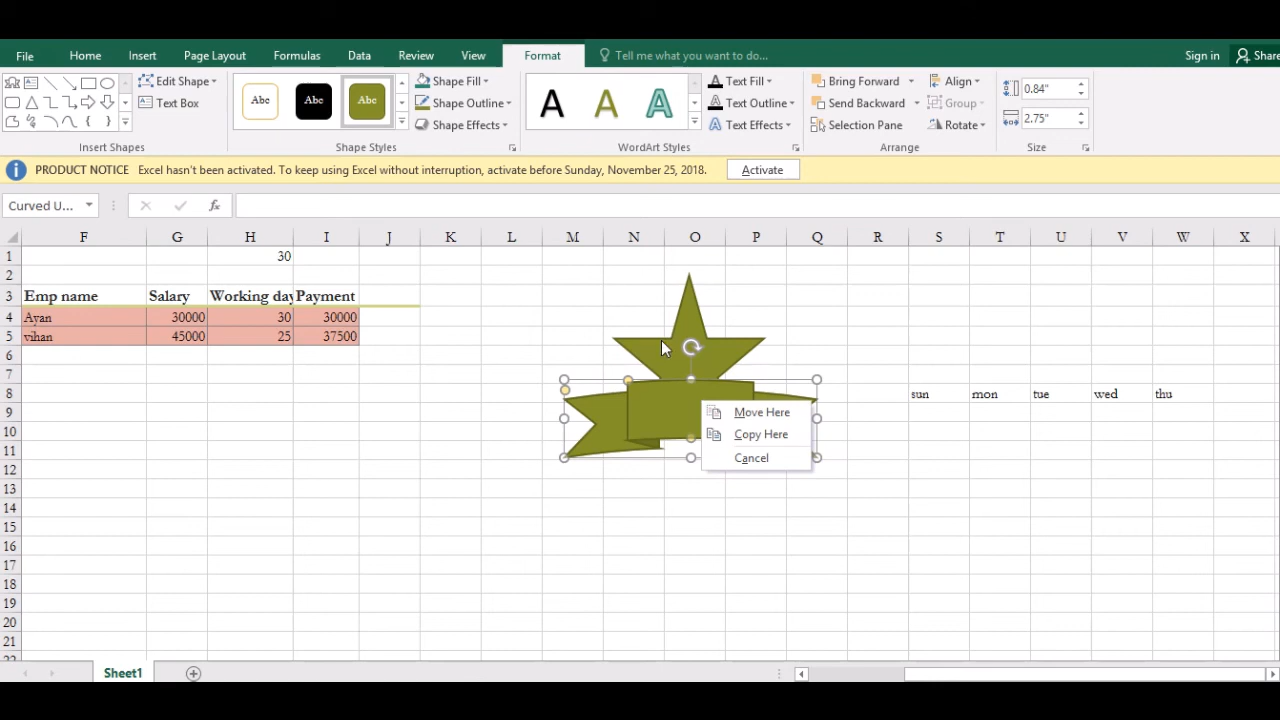 File Home Insert Page Layout Formulas Data Review View Format Tell me what you want to do... Sign in Share
Edit Shape
Text Box
Abc Abc Abc
Shape Fill
Shape Outline
Shape Effects
A A A
Text Fill
Text Outline
Text Effects
Bring Forward
Send Backward
Selection Pane
Align
Group
Rotate
0.84"
2.75"
Insert Shapes Shape Styles WordArt Styles Arrange Size
PRODUCT NOTICE Excel hasn't been activated. To keep using Excel without interruption, activate before Sunday, November 25, 2018. Activate
Curved U... fx
F G H I J K L M N O P Q R S T U V W X
1 30
2
3 Emp name Salary Working day Payment
4 Ayan 30000 30 30000
5 vihan 45000 25 37500
6
7
8 sun mon tue wed thu
9 Move Here
10 Copy Here
11 Cancel
12
13
14
15
16
17
18
19
20
21
Sheet1